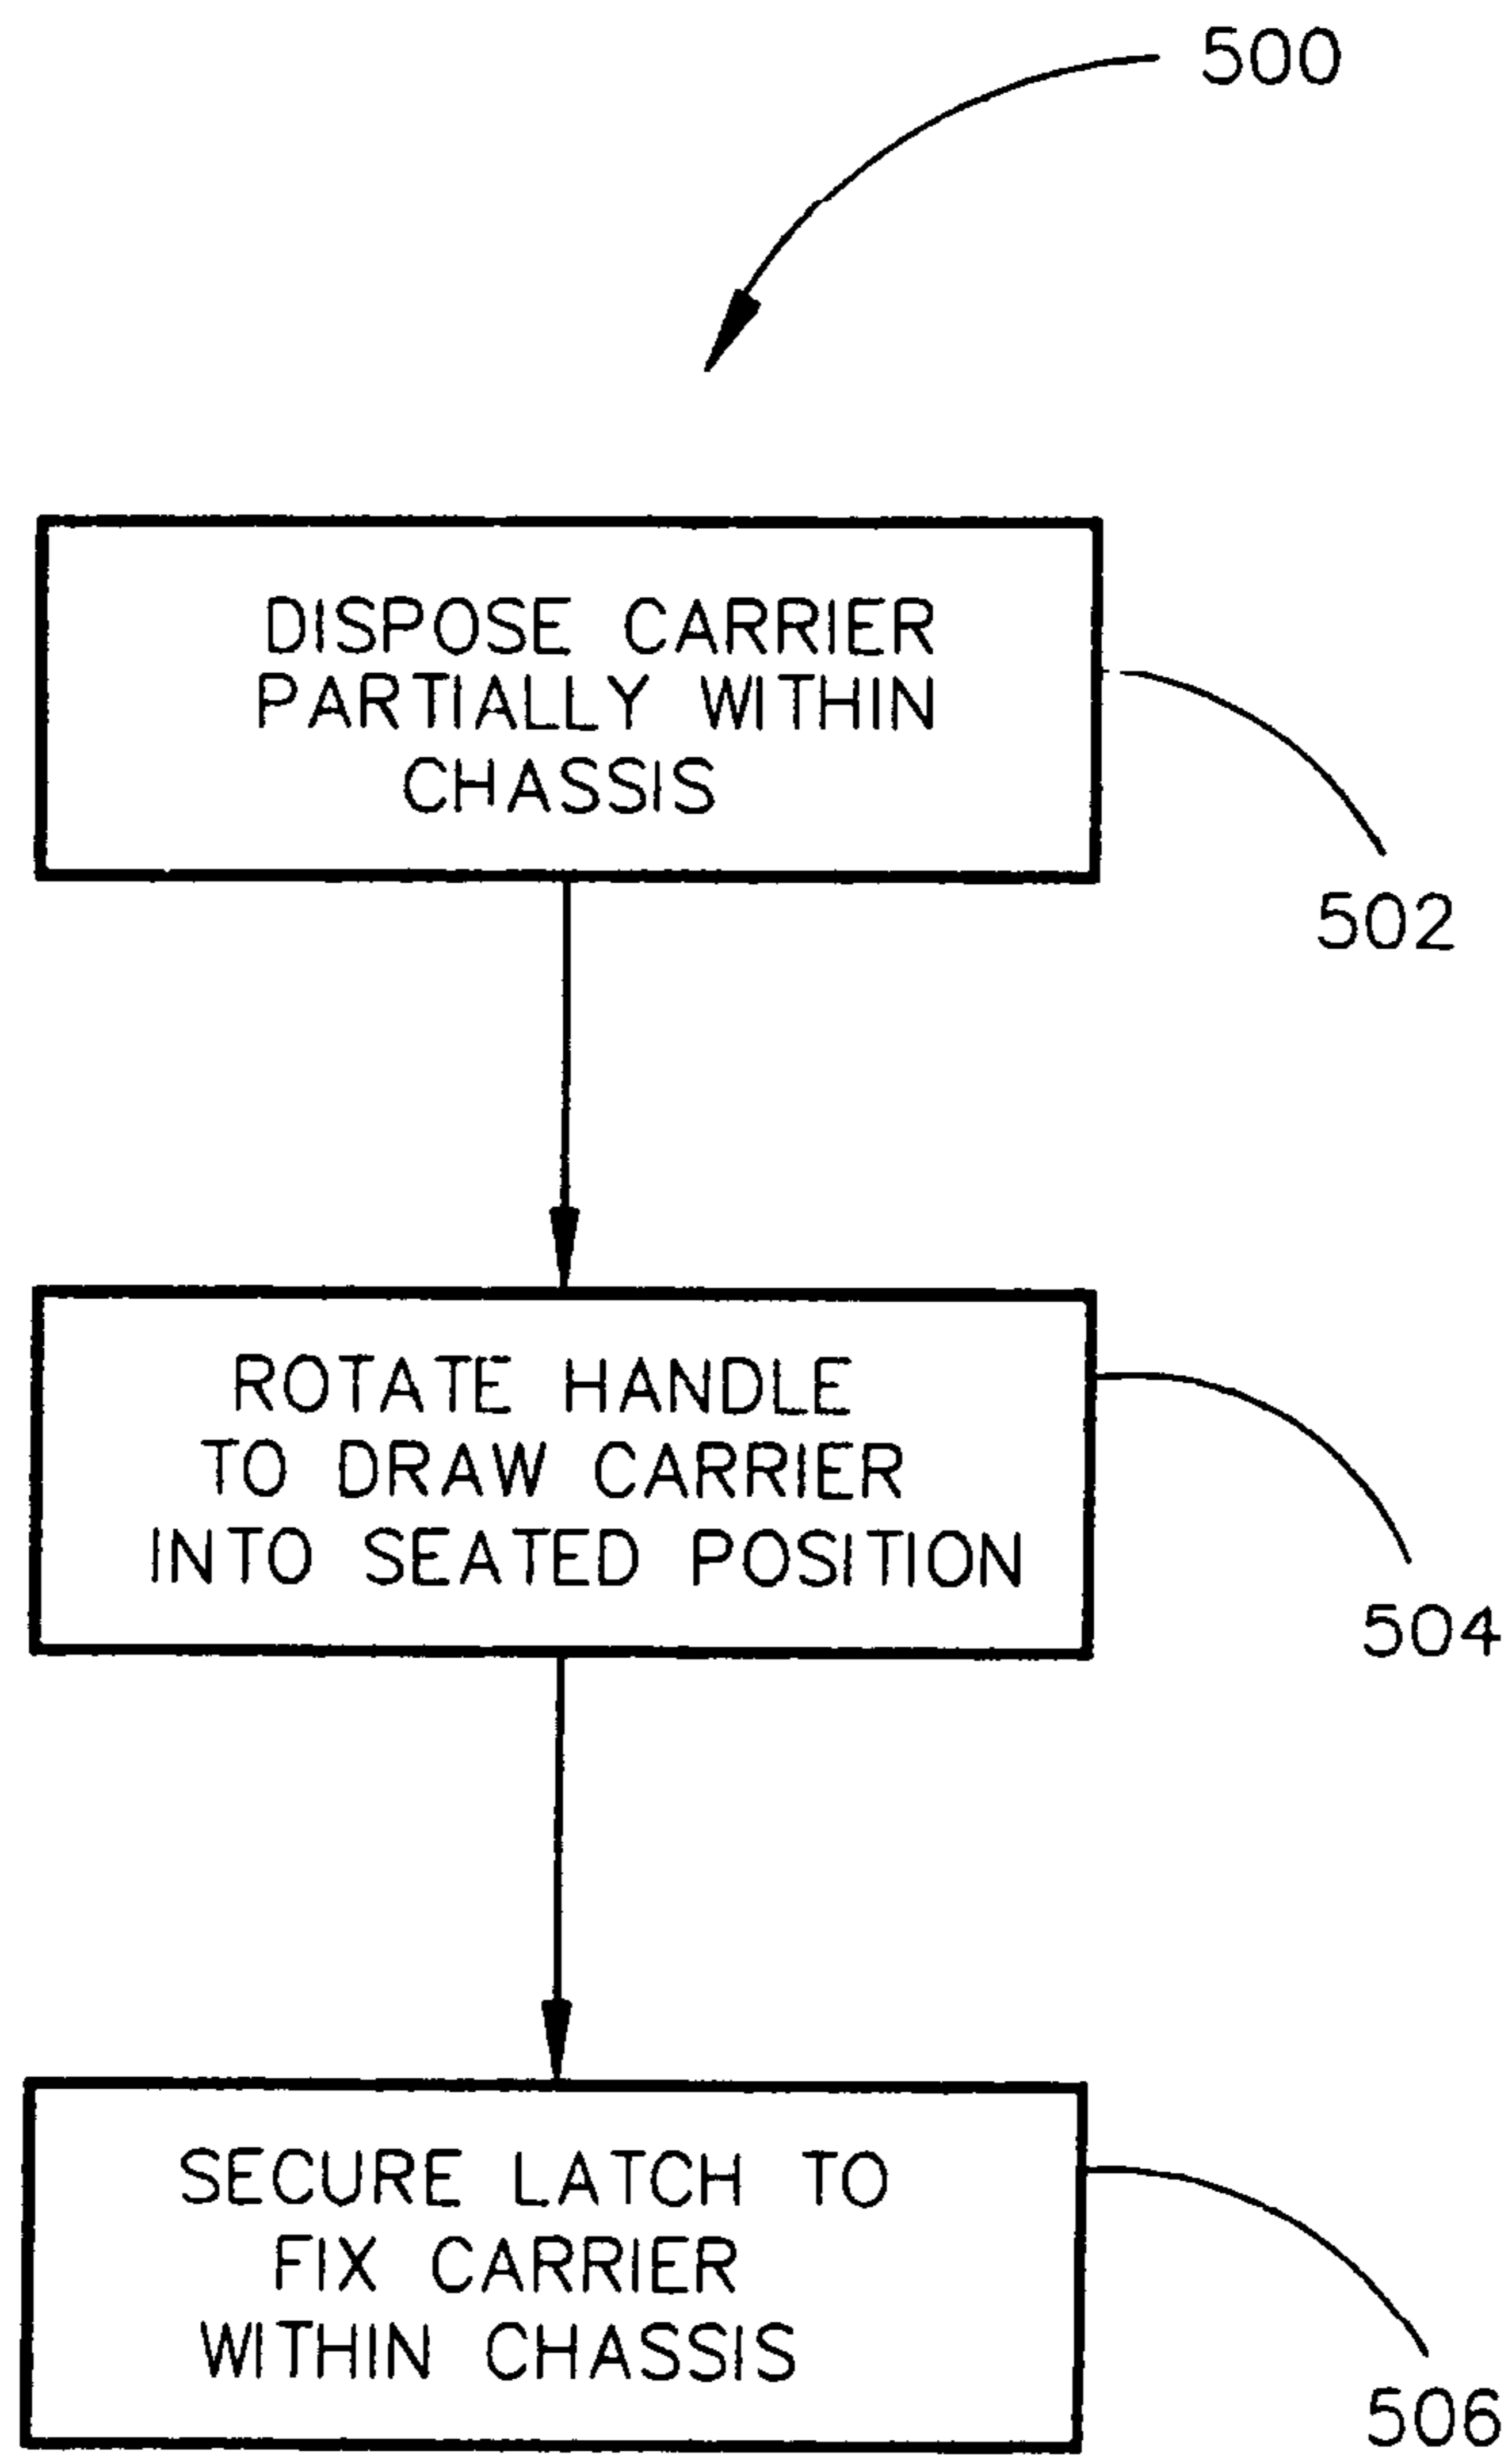 500
DISPOSE CARRIER
PARTIALLY WITHIN
CHASSIS
502
ROTATE HANDLE
TO DRAW CARRIER
INTO SEATED POSITION
504
SECURE LATCH TO
FIX CARRIER
WITHIN CHASSIS
506